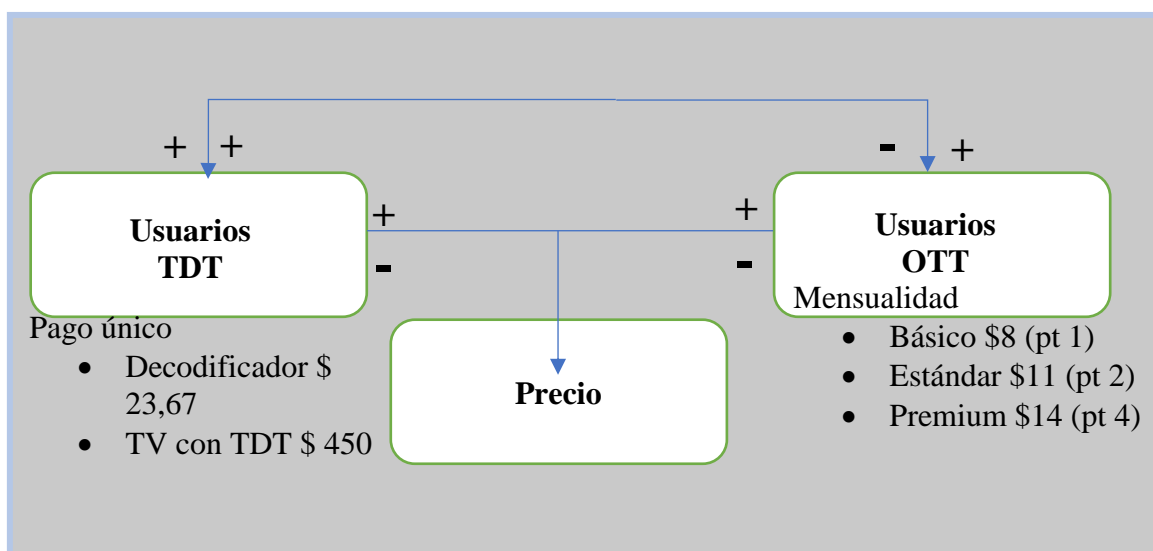 + +
- +
Usuarios
TDT
+
-
+
-
Usuarios
OTT
Pago único
• Decodificador $
23,67
• TV con TDT $ 450
Precio
Mensualidad
• Básico $8 (pt 1)
• Estándar $11 (pt 2)
• Premium $14 (pt 4)